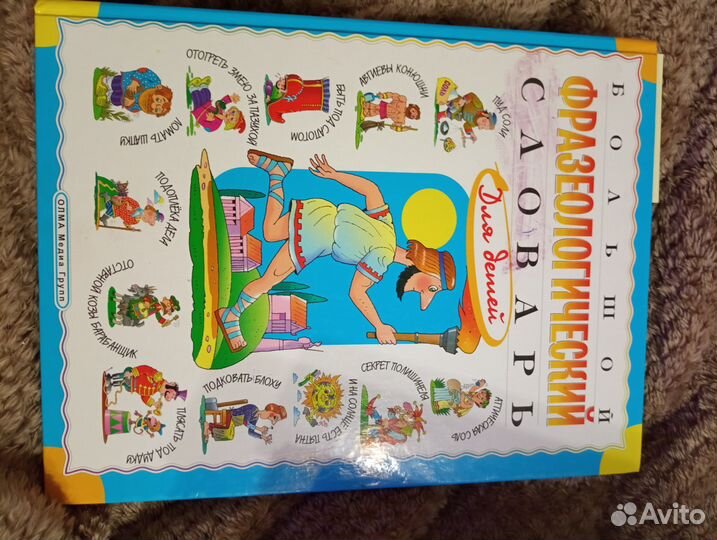 БОЛЬШОЙ
ФРАЗЕОЛОГИЧЕСКИЙ
СЛОВАРЬ
Для детей
ПУД СОЛИ
АВГИЕВЫ КОНЮШНИ
БЫТЬ ПОД САПОГОМ
ОТОГРЕТЬ ЗМЕЮ ЗА ПАЗУХОЙ
ЛОМАТЬ ШАПКУ
ПОДОПЛЁКА ДЕЛА
ОТСТАВНОЙ КОЗЫ БАРАБАНЩИК
ПЛЯСАТЬ ПОД ДУДКУ
ПОДКОВАТЬ БЛОХУ
И НА СОЛНЦЕ ЕСТЬ ПЯТНА
СЕКРЕТ ПОЛИШИНЕЛЯ
АТТИЧЕСКАЯ СОЛЬ
ОЛМА Медиа Групп
Avito